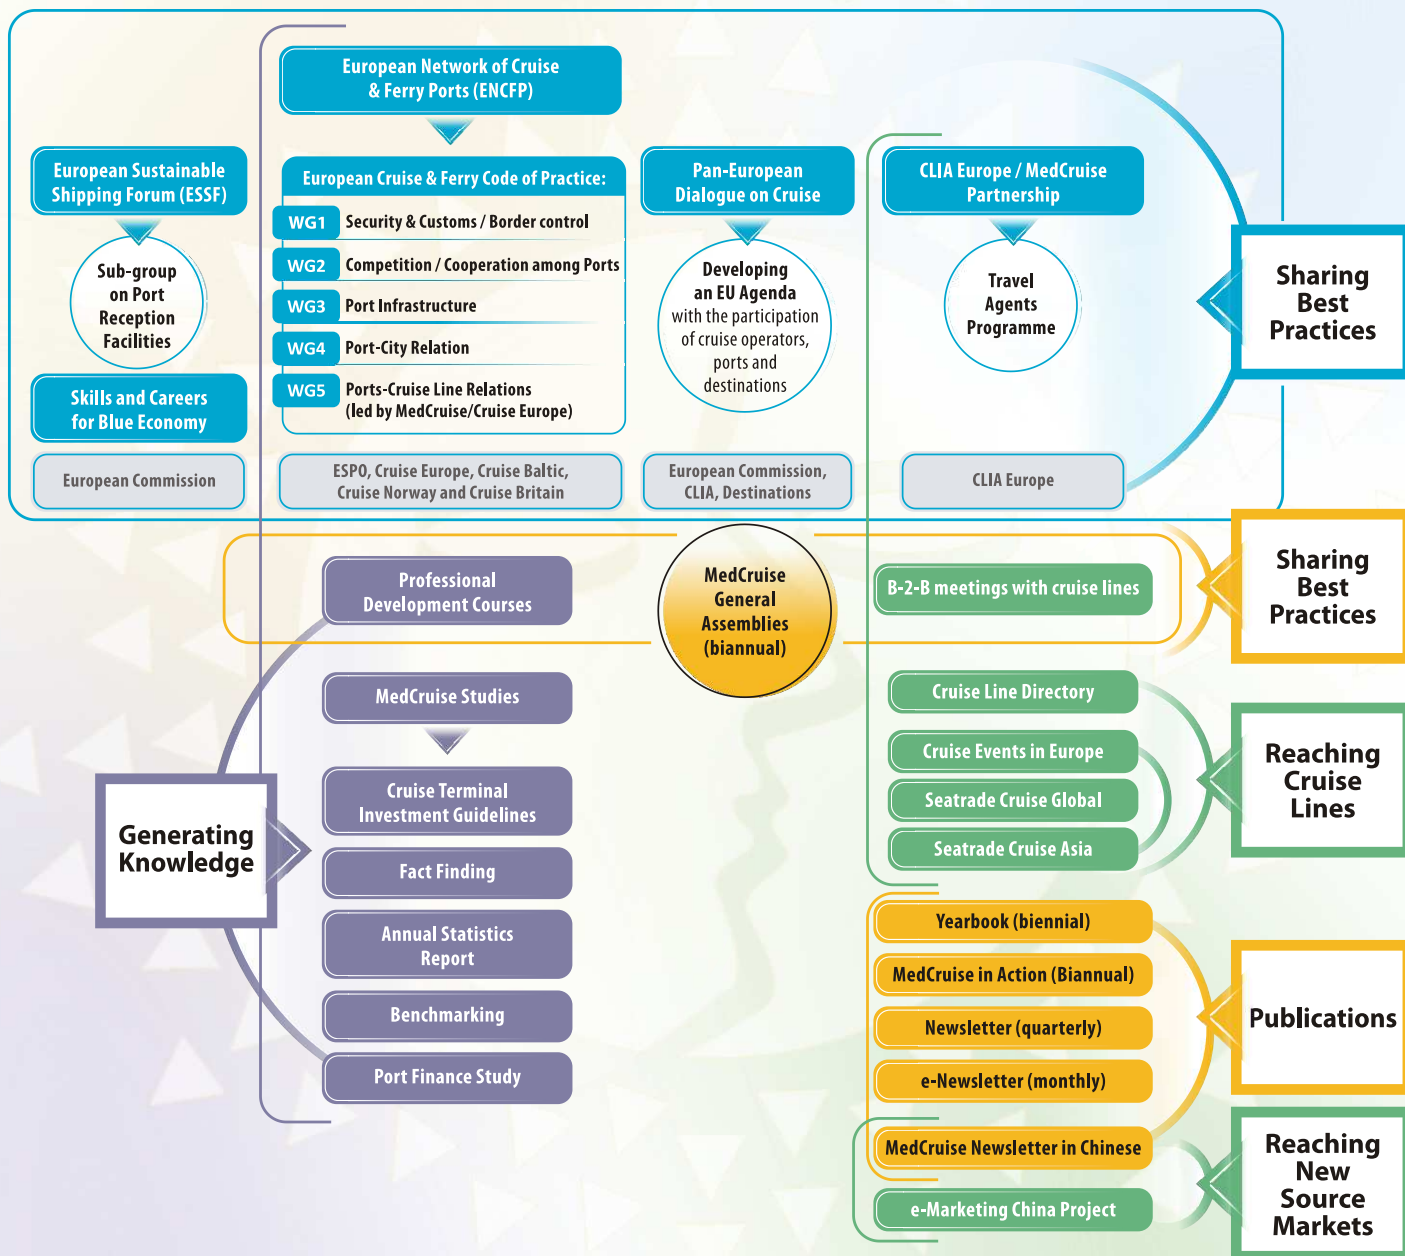 European Network of Cruise
& Ferry Ports (ENCFP)
European Sustainable
Shipping Forum (ESSF)
Sub-group
on Port
Reception
Facilities
Skills and Careers
for Blue Economy
European Commission
European Cruise & Ferry Code of Practice:
WG1 Security & Customs / Border control
WG2 Competition / Cooperation among Ports
WG3 Port Infrastructure
WG4 Port-City Relation
WG5 Ports-Cruise Line Relations
(led by MedCruise/Cruise Europe)
ESPO, Cruise Europe, Cruise Baltic,
Cruise Norway and Cruise Britain
Pan-European
Dialogue on Cruise
Developing
an EU Agenda
with the participation
of cruise operators,
ports and
destinations
European Commission,
CLIA, Destinations
CLIA Europe / MedCruise
Partnership
Travel
Agents
Programme
CLIA Europe
Sharing
Best
Practices
Professional
Development Courses
MedCruise
General
Assemblies
(biannual)
B-2-B meetings with cruise lines
Sharing
Best
Practices
Generating
Knowledge
MedCruise Studies
Cruise Terminal
Investment Guidelines
Fact Finding
Annual Statistics
Report
Benchmarking
Port Finance Study
Cruise Line Directory
Cruise Events in Europe
Seatrade Cruise Global
Seatrade Cruise Asia
Reaching
Cruise
Lines
Yearbook (biennial)
MedCruise in Action (Biannual)
Newsletter (quarterly)
e-Newsletter (monthly)
MedCruise Newsletter in Chinese
Publications
e-Marketing China Project
Reaching
New
Source
Markets